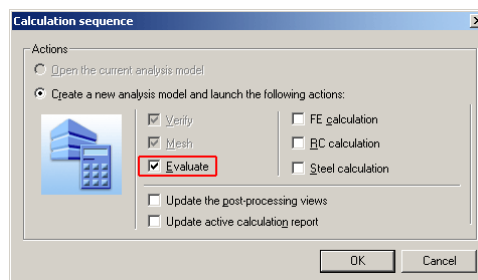 Calculation sequence
Actions
Open the current analysis model
Create a new analysis model and launch the following actions:
Verify
FE calculation
Mesh
RC calculation
Evaluate
Steel calculation
Update the post-processing views
Update active calculation report
OK
Cancel